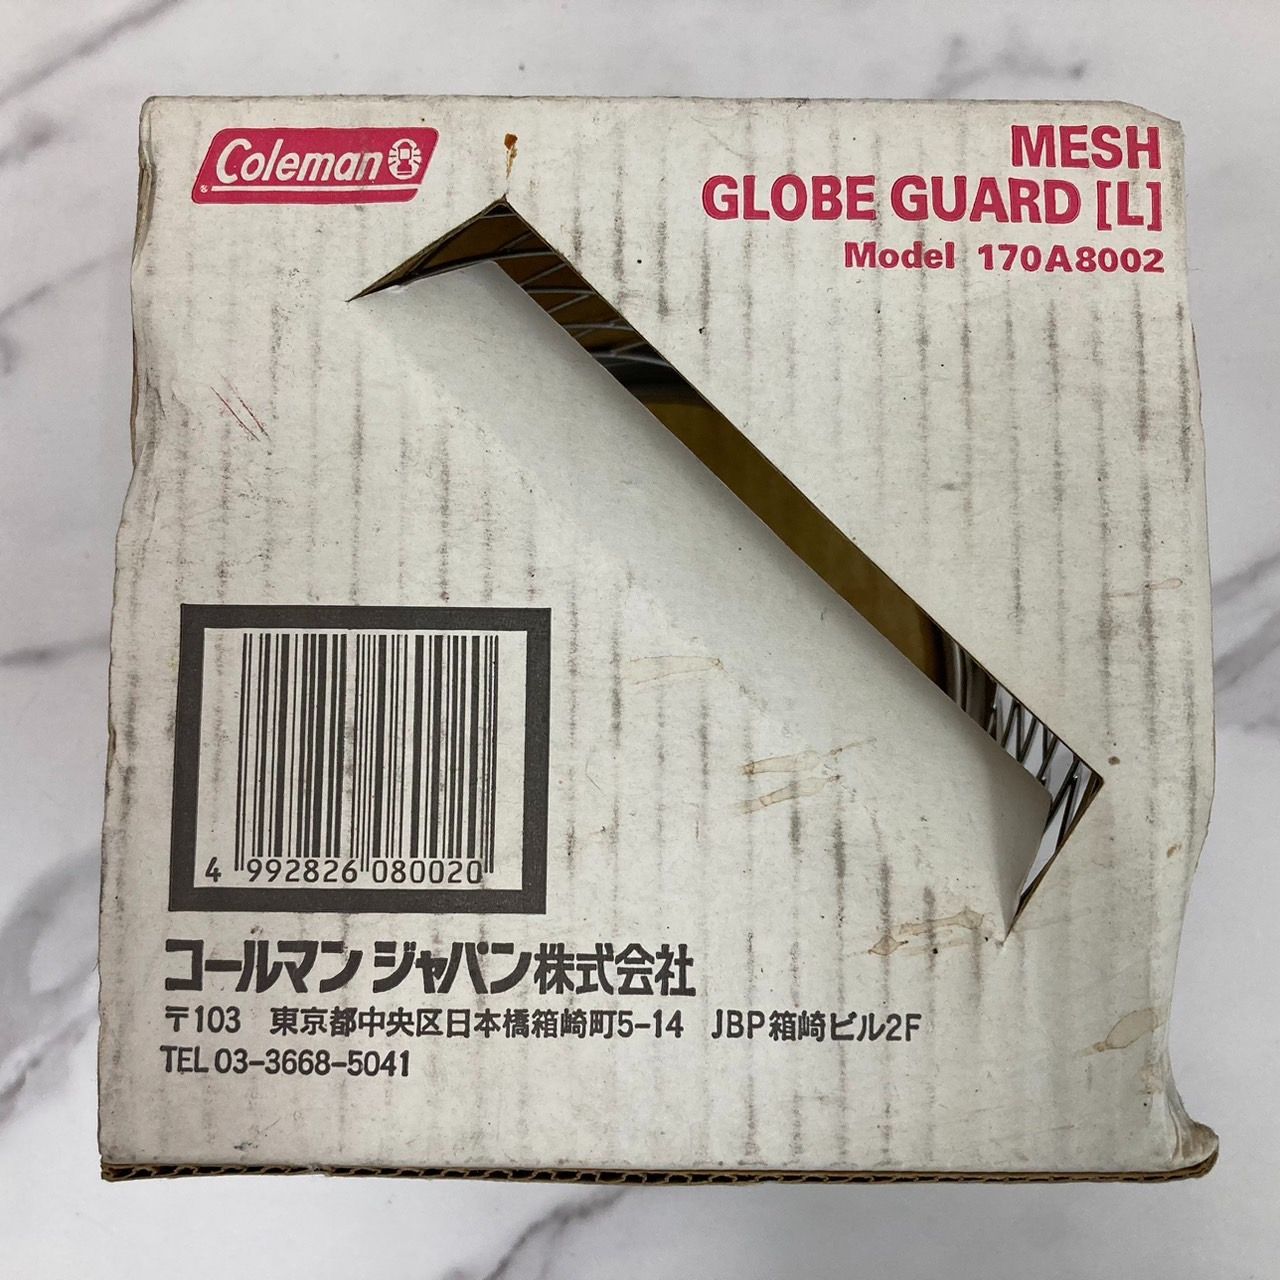 Coleman
MESH
GLOBE GUARD [L]
Model 170A8002
4 992826 080020
コールマン ジャパン株式会社
〒103 東京都中央区日本橋箱崎町5-14 JBP箱崎ビル2F
TEL 03-3668-5041